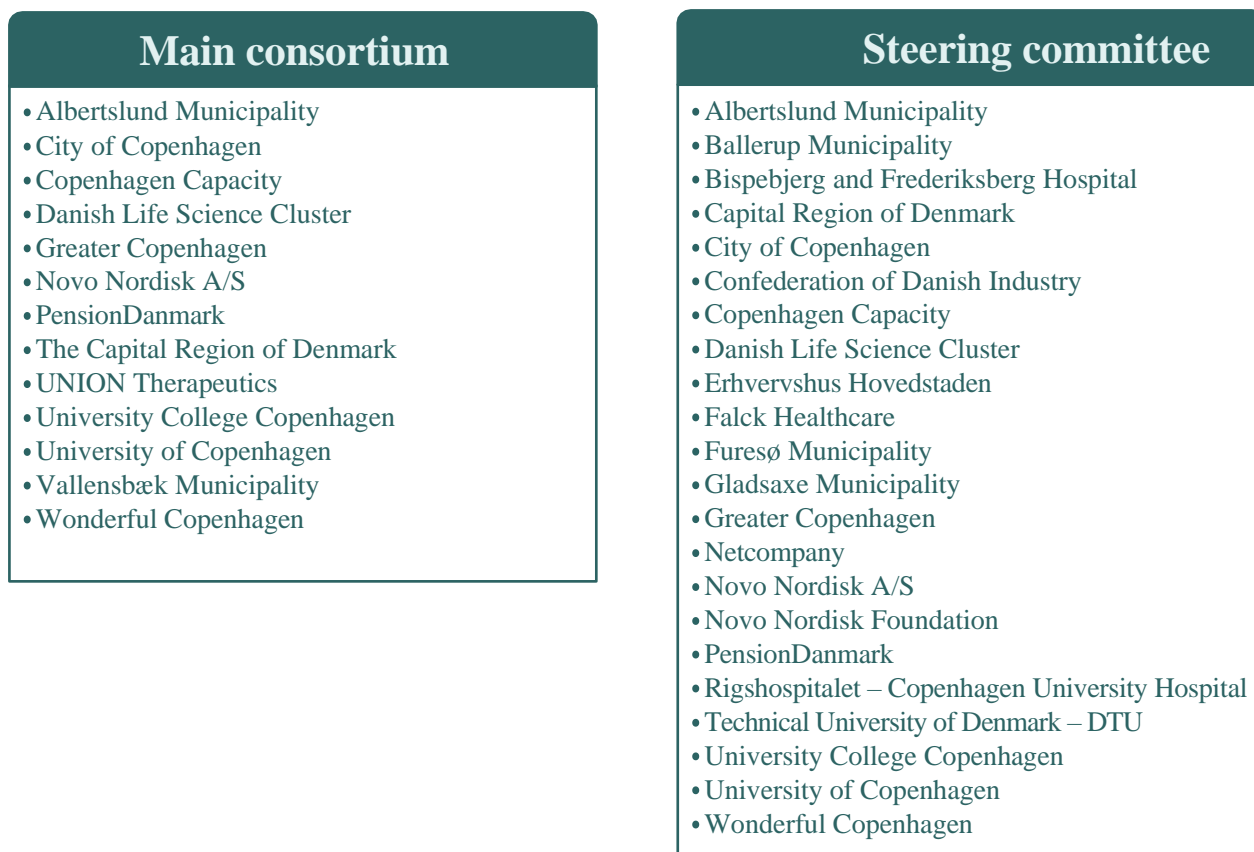 Main consortium
• Albertslund Municipality
• City of Copenhagen
• Copenhagen Capacity
• Danish Life Science Cluster
• Greater Copenhagen
• Novo Nordisk A/S
• PensionDanmark
• The Capital Region of Denmark
• UNION Therapeutics
• University College Copenhagen
• University of Copenhagen
• Vallensbæk Municipality
• Wonderful Copenhagen
Steering committee
• Albertslund Municipality
• Ballerup Municipality
• Bispebjerg and Frederiksberg Hospital
• Capital Region of Denmark
• City of Copenhagen
• Confederation of Danish Industry
• Copenhagen Capacity
• Danish Life Science Cluster
• Erhvervshus Hovedstaden
• Falck Healthcare
• Furesø Municipality
• Gladsaxe Municipality
• Greater Copenhagen
• Netcompany
• Novo Nordisk A/S
• Novo Nordisk Foundation
• PensionDanmark
• Rigshospitalet – Copenhagen University Hospital
• Technical University of Denmark – DTU
• University College Copenhagen
• University of Copenhagen
• Wonderful Copenhagen